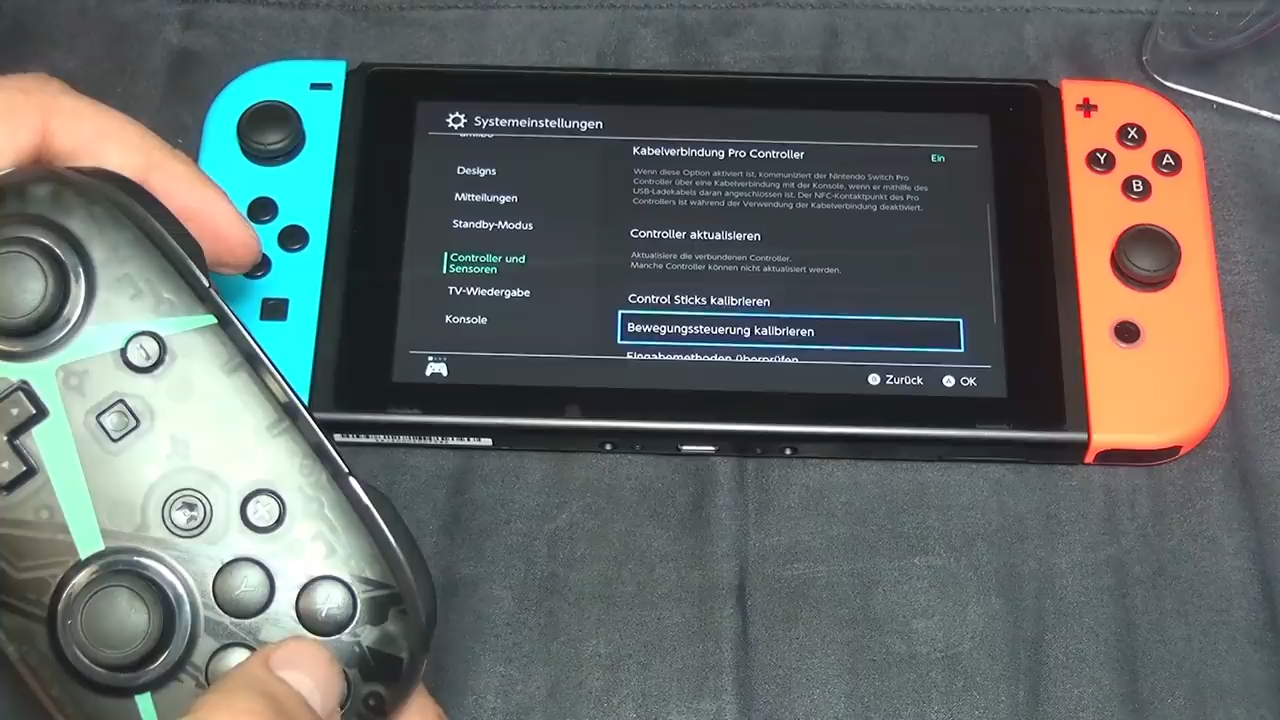 Systemeinstellungen
amiibo
Kabelverbindung Pro Controller
Ein
Designs
Wenn diese Option aktiviert ist, kommuniziert der Nintendo Switch Pro
Controller über eine Kabelverbindung mit der Konsole, wenn er mithilfe des
USB-Ladekabels daran angeschlossen ist. Der NFC-Kontaktpunkt des Pro
Controllers ist während der Verwendung der Kabelverbindung deaktiviert.
Mitteilungen
Standby-Modus
Controller aktualisieren
Controller und
Sensoren
Aktualisiere die verbundenen Controller.
Manche Controller können nicht aktualisiert werden.
TV-Wiedergabe
Control Sticks kalibrieren
Konsole
Bewegungssteuerung kalibrieren
Eingabemethoden überprüfen
B Zurück
A OK
X
Y
A
B